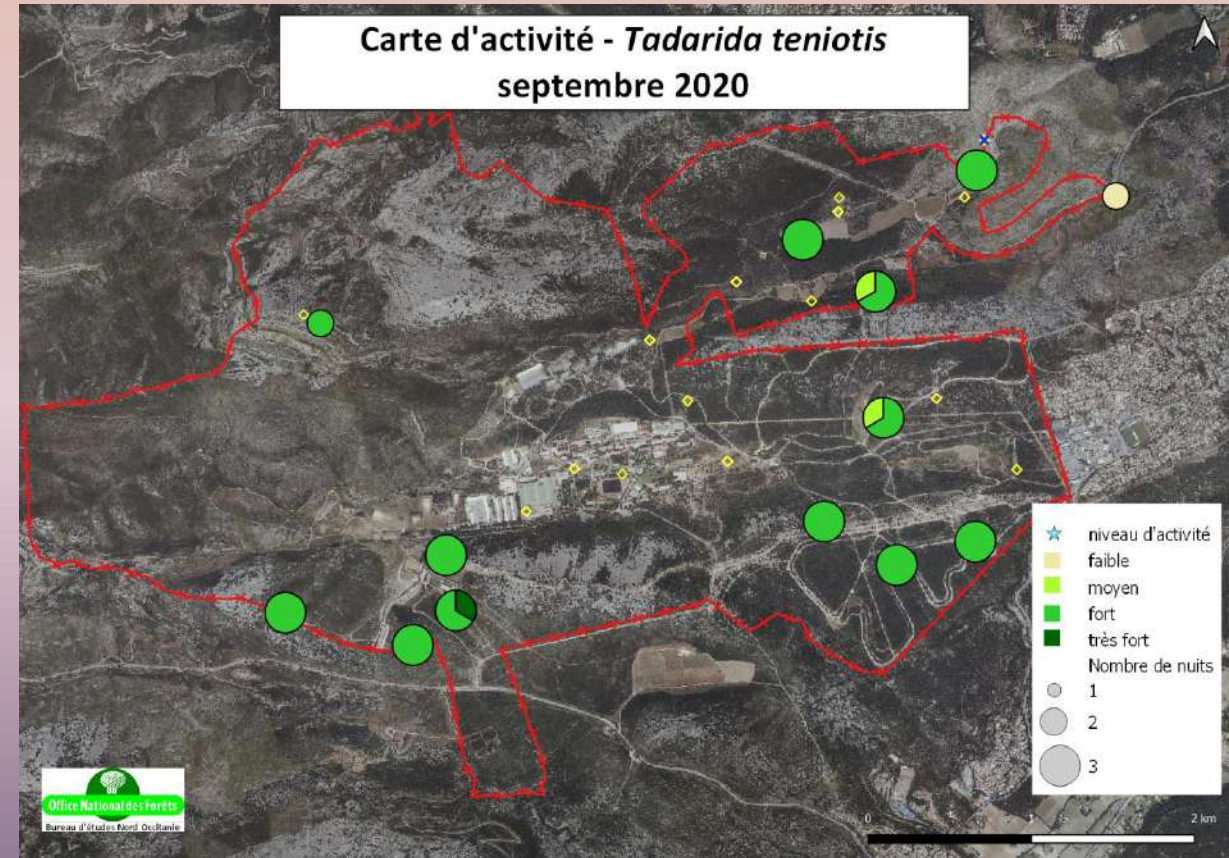 Carte d'activité - Tadarida teniotis
septembre 2020
niveau d'activité
faible
moyen
fort
très fort
Nombre de nuits
1
2
3
0 1 2 km
Office National des Forêts
Bureau d'études Nord Occitanie